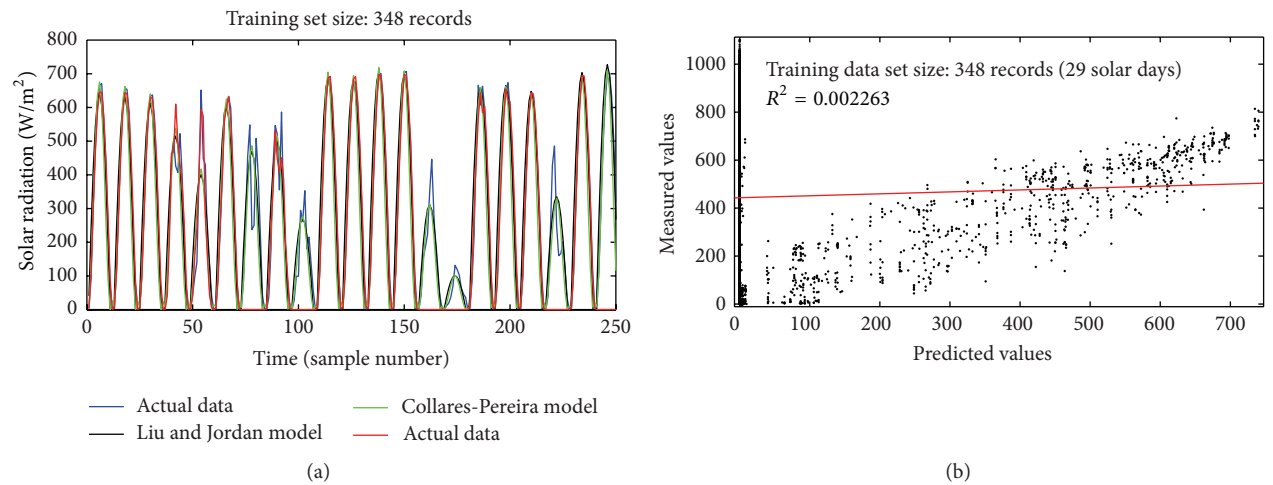 Training set size: 348 records
800
700
600
500
400
300
200
100
0
Solar radiation (W/m²)
0 50 100 150 200 250
Time (sample number)
Actual data
Liu and Jordan model
Collares-Pereira model
Actual data
(a)
1000
800
600
400
200
0
Measured values
Training data set size: 348 records (29 solar days)
R² = 0.002263
0 100 200 300 400 500 600 700
Predicted values
(b)